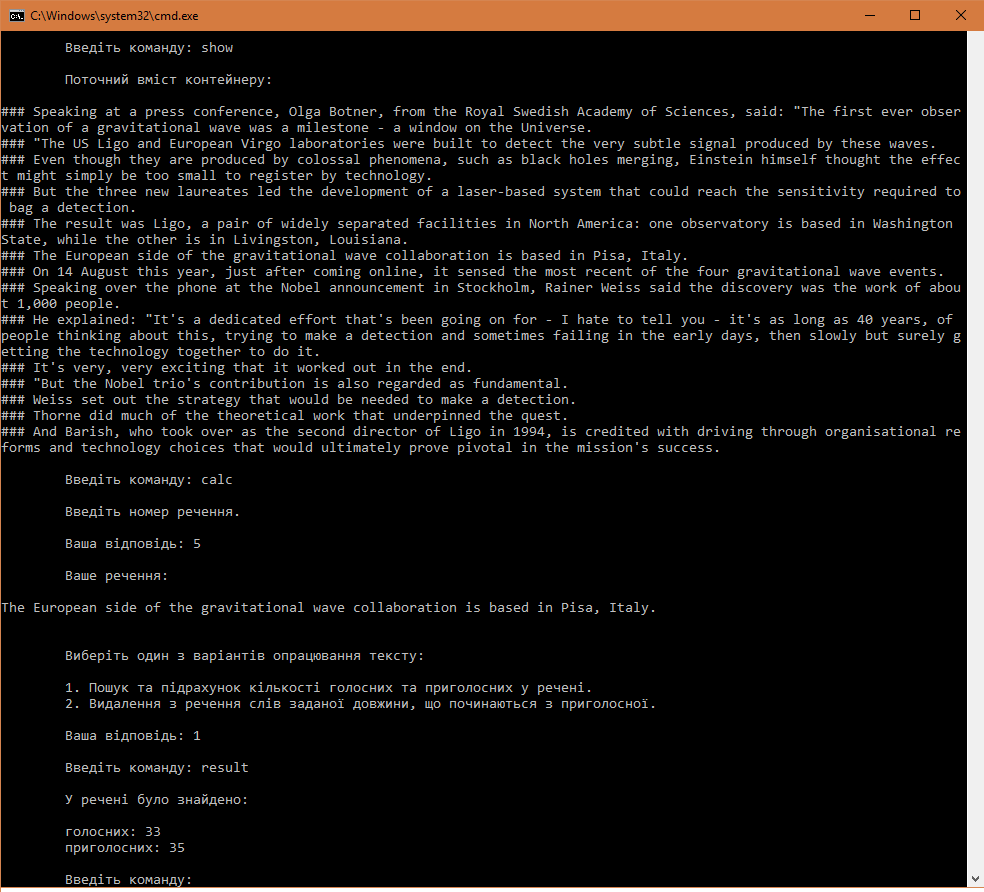 C:\Windows\system32\cmd.exe
Введіть команду: show
Поточний вміст контейнеру:
### Speaking at a press conference, Olga Botner, from the Royal Swedish Academy of Sciences, said: "The first ever obser
vation of a gravitational wave was a milestone - a window on the Universe.
### "The US Ligo and European Virgo laboratories were built to detect the very subtle signal produced by these waves.
### Even though they are produced by colossal phenomena, such as black holes merging, Einstein himself thought the effec
t might simply be too small to register by technology.
### But the three new laureates led the development of a laser-based system that could reach the sensitivity required to
 bag a detection.
### The result was Ligo, a pair of widely separated facilities in North America: one observatory is based in Washington
State, while the other is in Livingston, Louisiana.
### The European side of the gravitational wave collaboration is based in Pisa, Italy.
### On 14 August this year, just after coming online, it sensed the most recent of the four gravitational wave events.
### Speaking over the phone at the Nobel announcement in Stockholm, Rainer Weiss said the discovery was the work of abou
t 1,000 people.
### He explained: "It's a dedicated effort that's been going on for - I hate to tell you - it's as long as 40 years, of
people thinking about this, trying to make a detection and sometimes failing in the early days, then slowly but surely g
etting the technology together to do it.
### It's very, very exciting that it worked out in the end.
### "But the Nobel trio's contribution is also regarded as fundamental.
### Weiss set out the strategy that would be needed to make a detection.
### Thorne did much of the theoretical work that underpinned the quest.
### And Barish, who took over as the second director of Ligo in 1994, is credited with driving through organisational re
forms and technology choices that would ultimately prove pivotal in the mission's success.
Введіть команду: calc
Введіть номер речення.
Ваша відповідь: 5
Ваше речення:
The European side of the gravitational wave collaboration is based in Pisa, Italy.
Виберіть один з варіантів опрацювання тексту:
1. Пошук та підрахунок кількості голосних та приголосних у речені.
2. Видалення з речення слів заданої довжини, що починаються з приголосної.
Ваша відповідь: 1
Введіть команду: result
У речені було знайдено:
голосних: 33
приголосних: 35
Введіть команду: